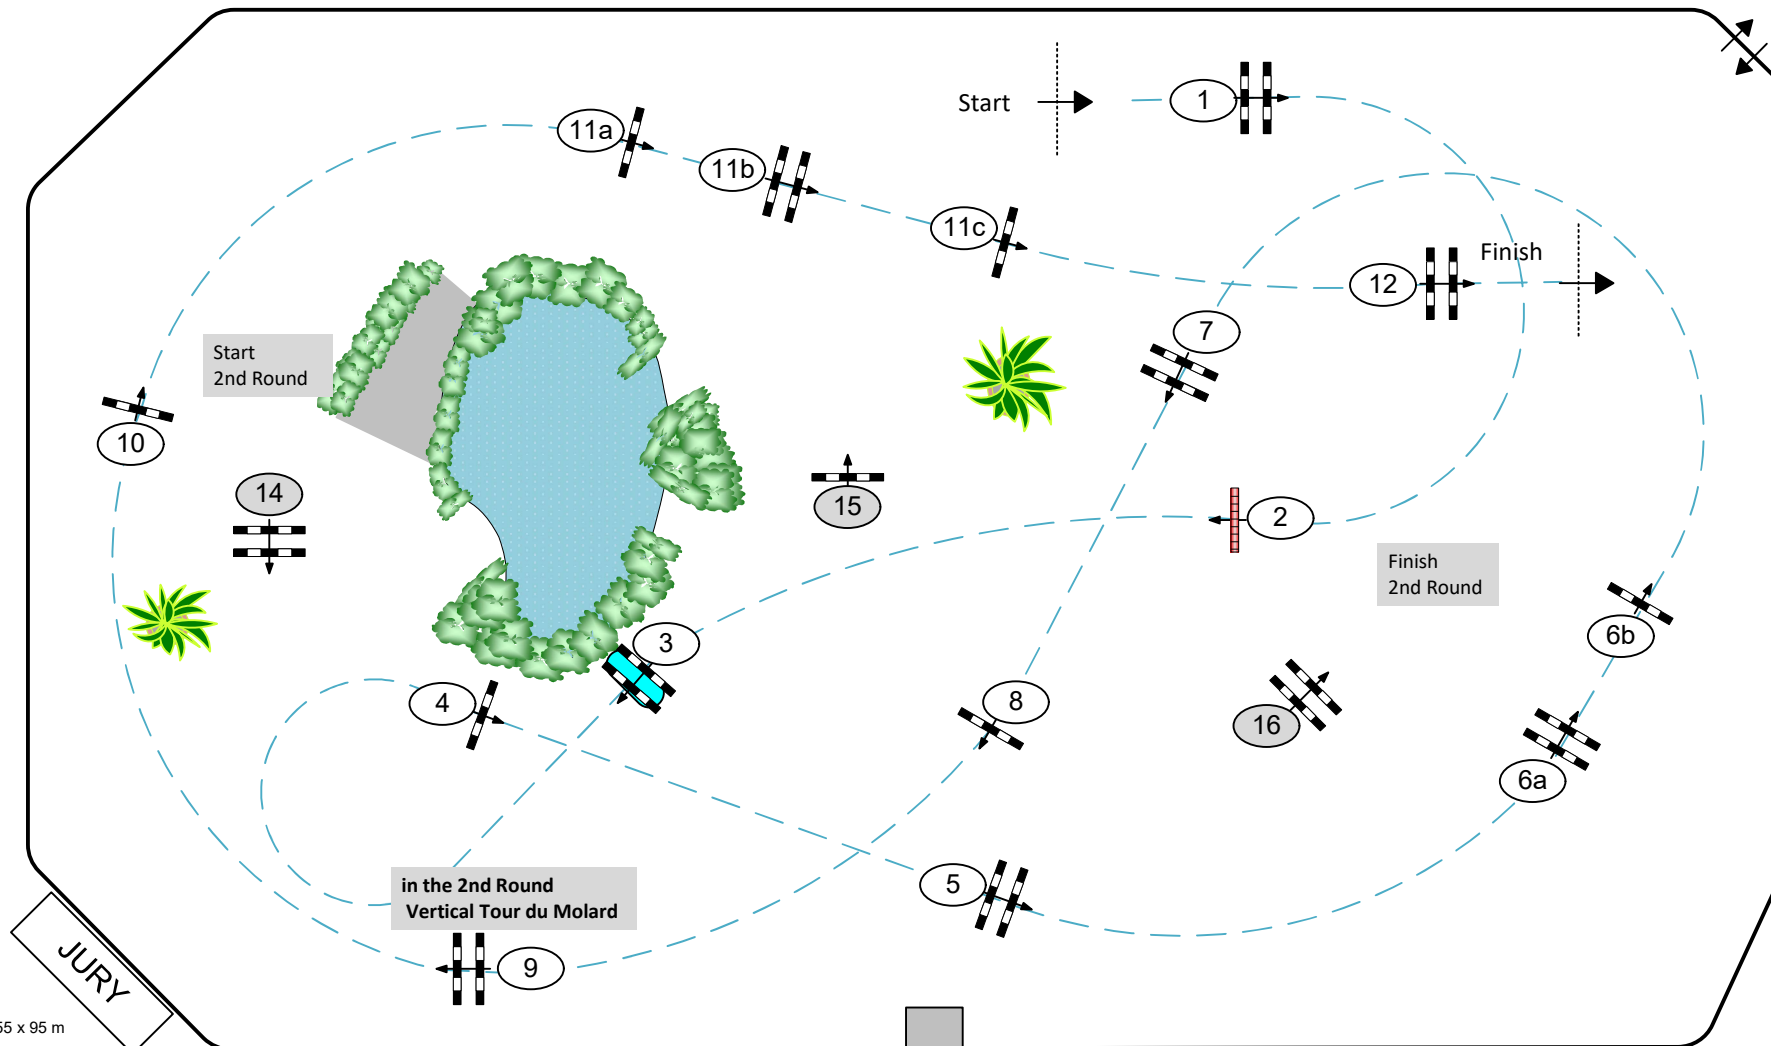 Start
1
11a
11b
11c
12
Finish
7
Start
2nd Round
10
14
15
2
Finish
2nd Round
3
6b
4
8
16
6a
in the 2nd Round
Vertical Tour du Molard
5
9
JURY
x 95 m